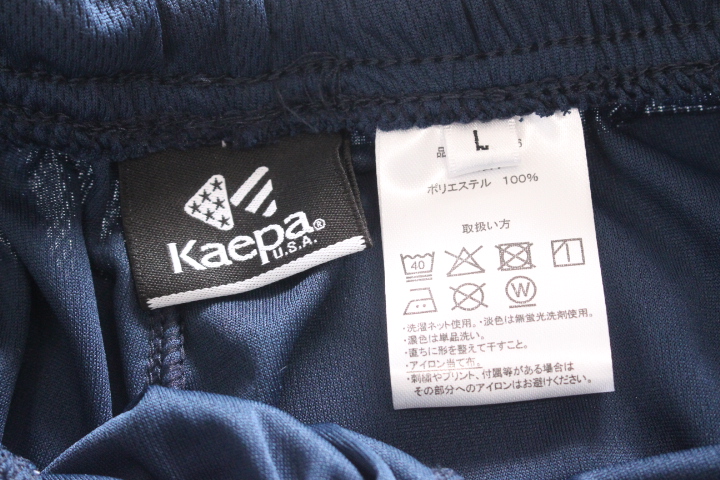 Kaepa®
U.S.A.
L
品
ポリエステル 100%
取扱い方
40
W
・洗濯ネット使用。・淡色は無蛍光洗剤使用。
・濃色は単品洗い。
・直ちに形を整えて干すこと。
・アイロン当て布。
・刺繍やプリント、付属等がある場合は
その部分へのアイロンはお避けください。